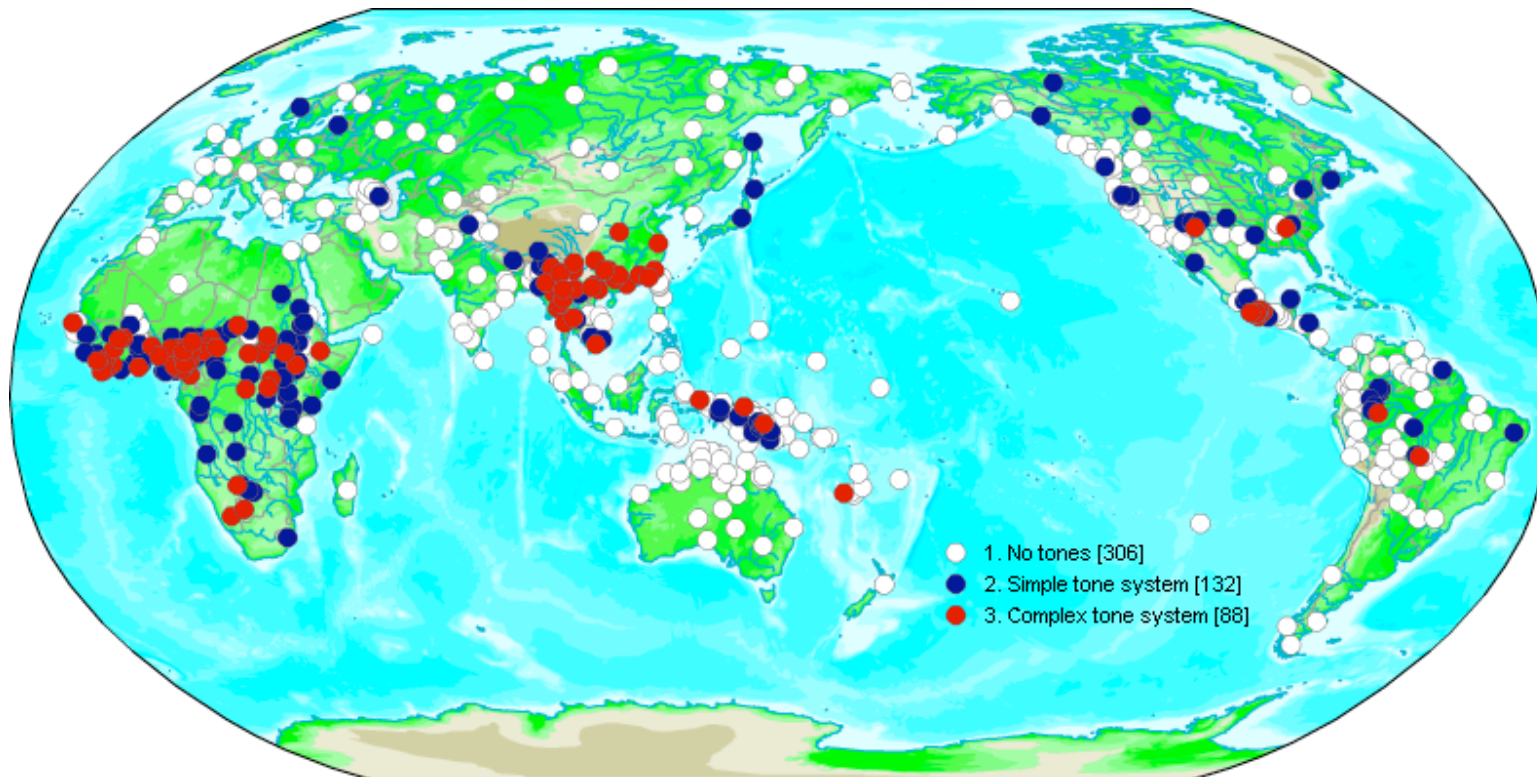 1. No tones [306]
2. Simple tone system [132]
3. Complex tone system [88]